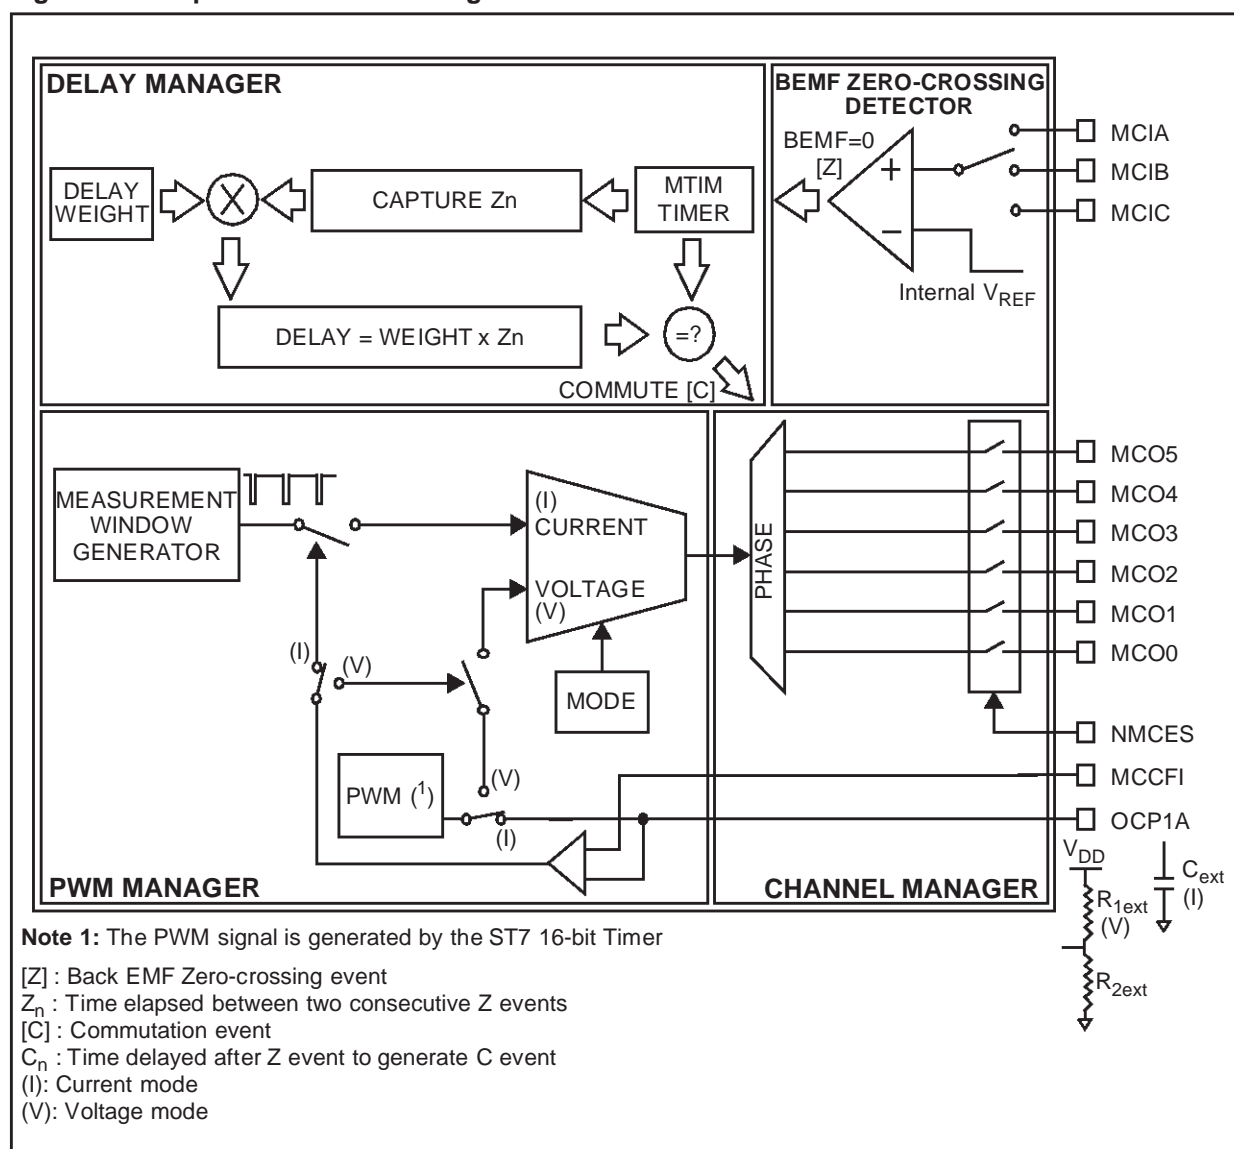 DELAY MANAGER
BEMF ZERO-CROSSING
DETECTOR
BEMF=0
[Z]
+
−
Internal VREF
MCIA
MCIB
MCIC
DELAY
WEIGHT
X
CAPTURE Zn
MTIM
TIMER
DELAY = WEIGHT x Zn
=?
COMMUTE [C]
MEASUREMENT
WINDOW
GENERATOR
(I)
CURRENT
VOLTAGE
(V)
MODE
(I)
(V)
PWM (1)
(V)
(I)
PWM MANAGER
PHASE
CHANNEL MANAGER
MCO5
MCO4
MCO3
MCO2
MCO1
MCO0
NMCES
MCCFI
OCP1A
VDD
R1ext
(V)
R2ext
Cext
(I)
Note 1: The PWM signal is generated by the ST7 16-bit Timer
[Z] : Back EMF Zero-crossing event
Zn : Time elapsed between two consecutive Z events
[C] : Commutation event
Cn : Time delayed after Z event to generate C event
(I): Current mode
(V): Voltage mode